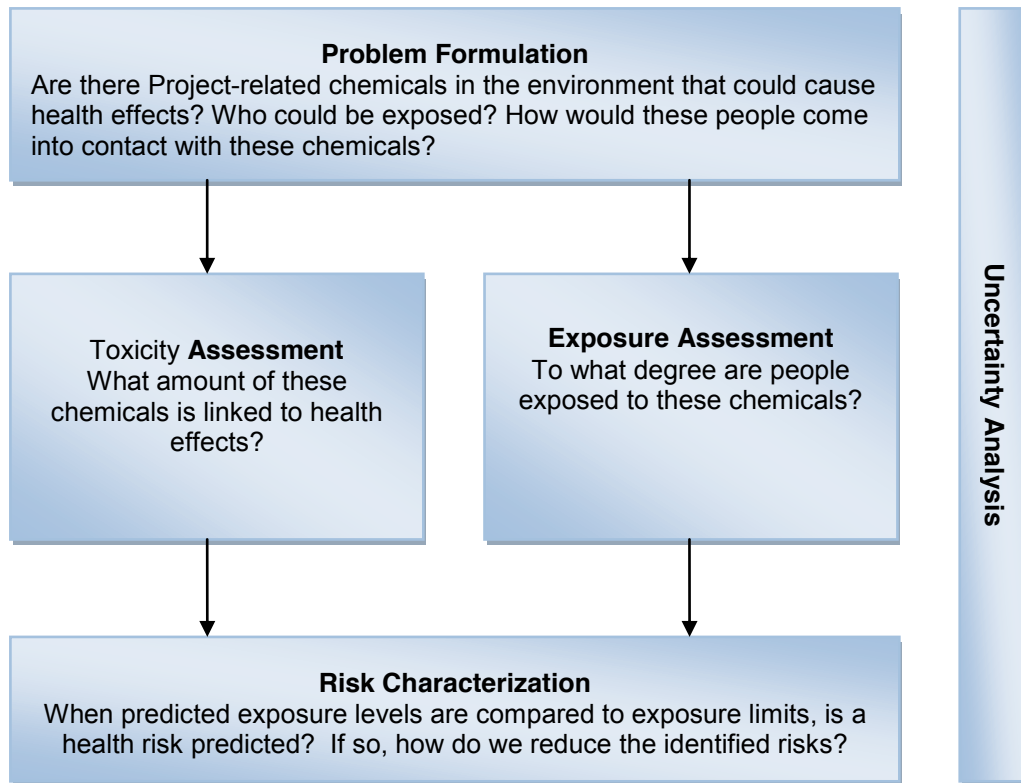 Problem Formulation
Are there Project-related chemicals in the environment that could cause
health effects? Who could be exposed? How would these people come
into contact with these chemicals?
Toxicity Assessment
What amount of these
chemicals is linked to health
effects?
Exposure Assessment
To what degree are people
exposed to these chemicals?
Risk Characterization
When predicted exposure levels are compared to exposure limits, is a
health risk predicted?  If so, how do we reduce the identified risks?
Uncertainty Analysis